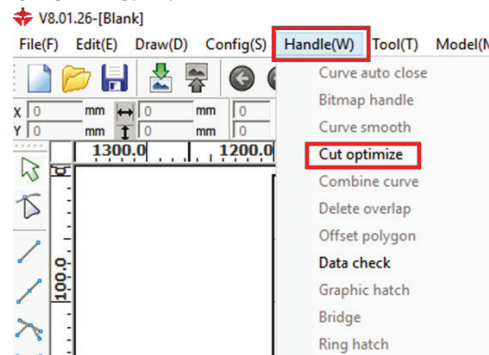 V8.01.26-[Blank]
File(F) Edit(E) Draw(D) Config(S) Handle(W) Tool(T) Model(M
X 0 mm 0 mm 0
Y 0 mm 0 mm 0
1300.0 1200.0
100.0
Curve auto close
Bitmap handle
Curve smooth
Cut optimize
Combine curve
Delete overlap
Offset polygon
Data check
Graphic hatch
Bridge
Ring hatch